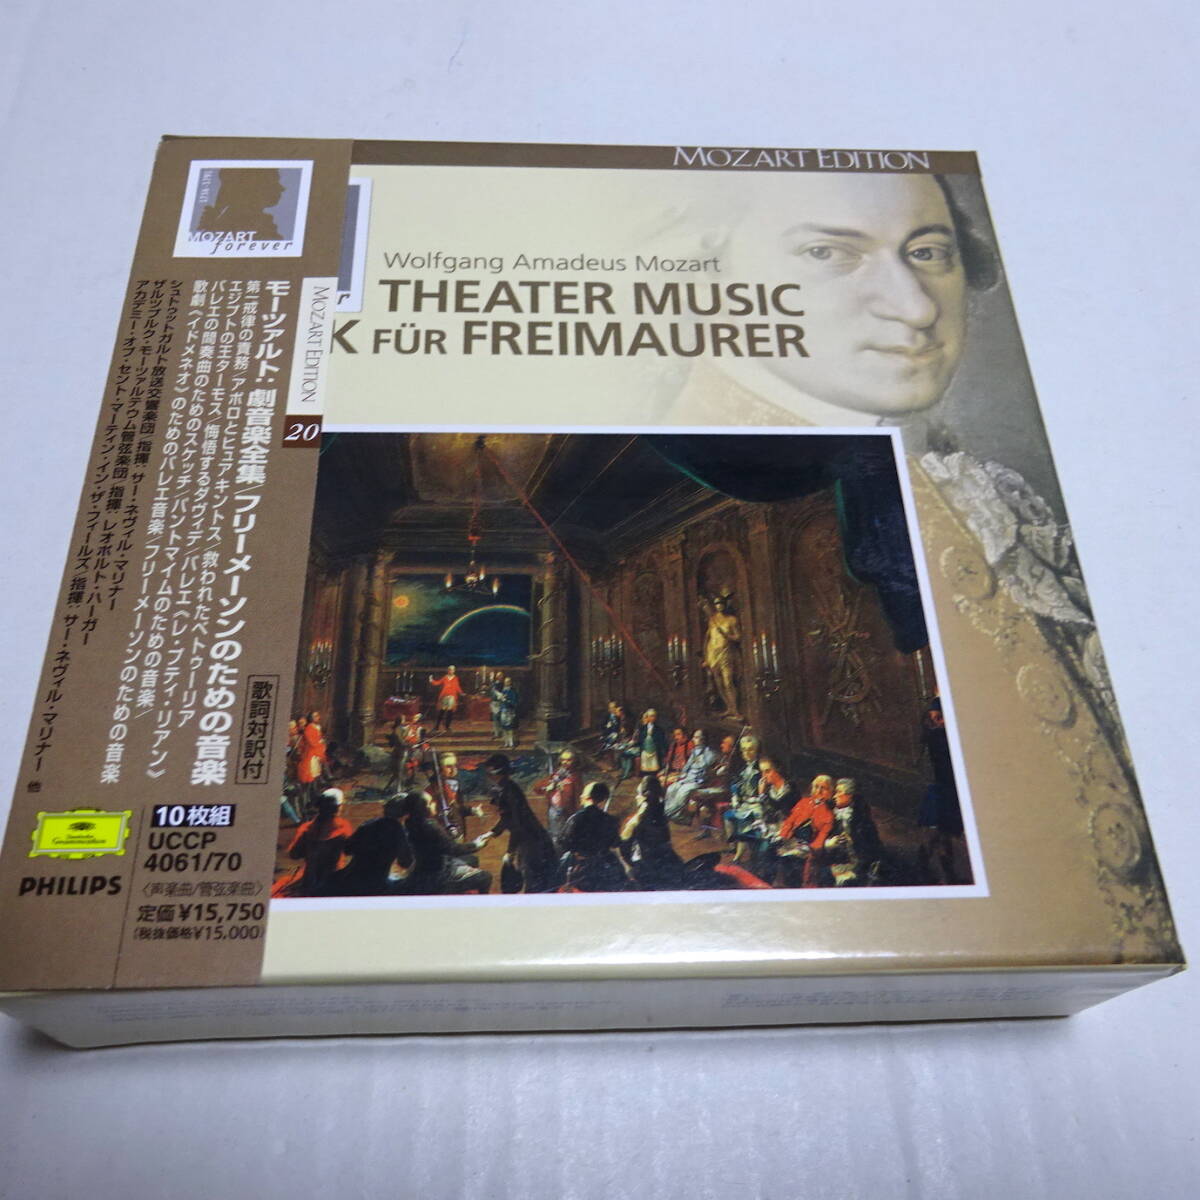 MOZART EDITION
Wolfgang Amadeus Mozart
THEATER MUSIC
K FÜR FREIMAURER
1756-1791
MOZART
forever
er
MOZART EDITION
20
モーツァルト：劇音楽全集/フリーメーソンのための音楽
第一戒律の責務/アポロとヒュアキントス/救われたベトゥーリア
エジプトの王ターモス/悔悟するダヴィデ/バレエ《レ・プティ・リアン》
バレエの間奏曲のためのスケッチ/パントマイムのための音楽/
歌劇《イドメネオ》のためのバレエ音楽/フリーメーソンのための音楽
シュトゥットガルト放送交響楽団/指揮：サー・ネヴィル・マリナー
ザルツブルク・モーツァルテウム管弦楽団/指揮：レオポルト・ハーガー
アカデミー・オブ・セント・マーティン・イン・ザ・フィールズ/指揮：サー・ネヴィル・マリナー 他
歌詞対訳付
10枚組
UCCP
4061/70
〈声楽曲/管弦楽曲〉
定価¥15,750
(税抜価格¥15,000)
Deutsche
Grammophon
PHILIPS